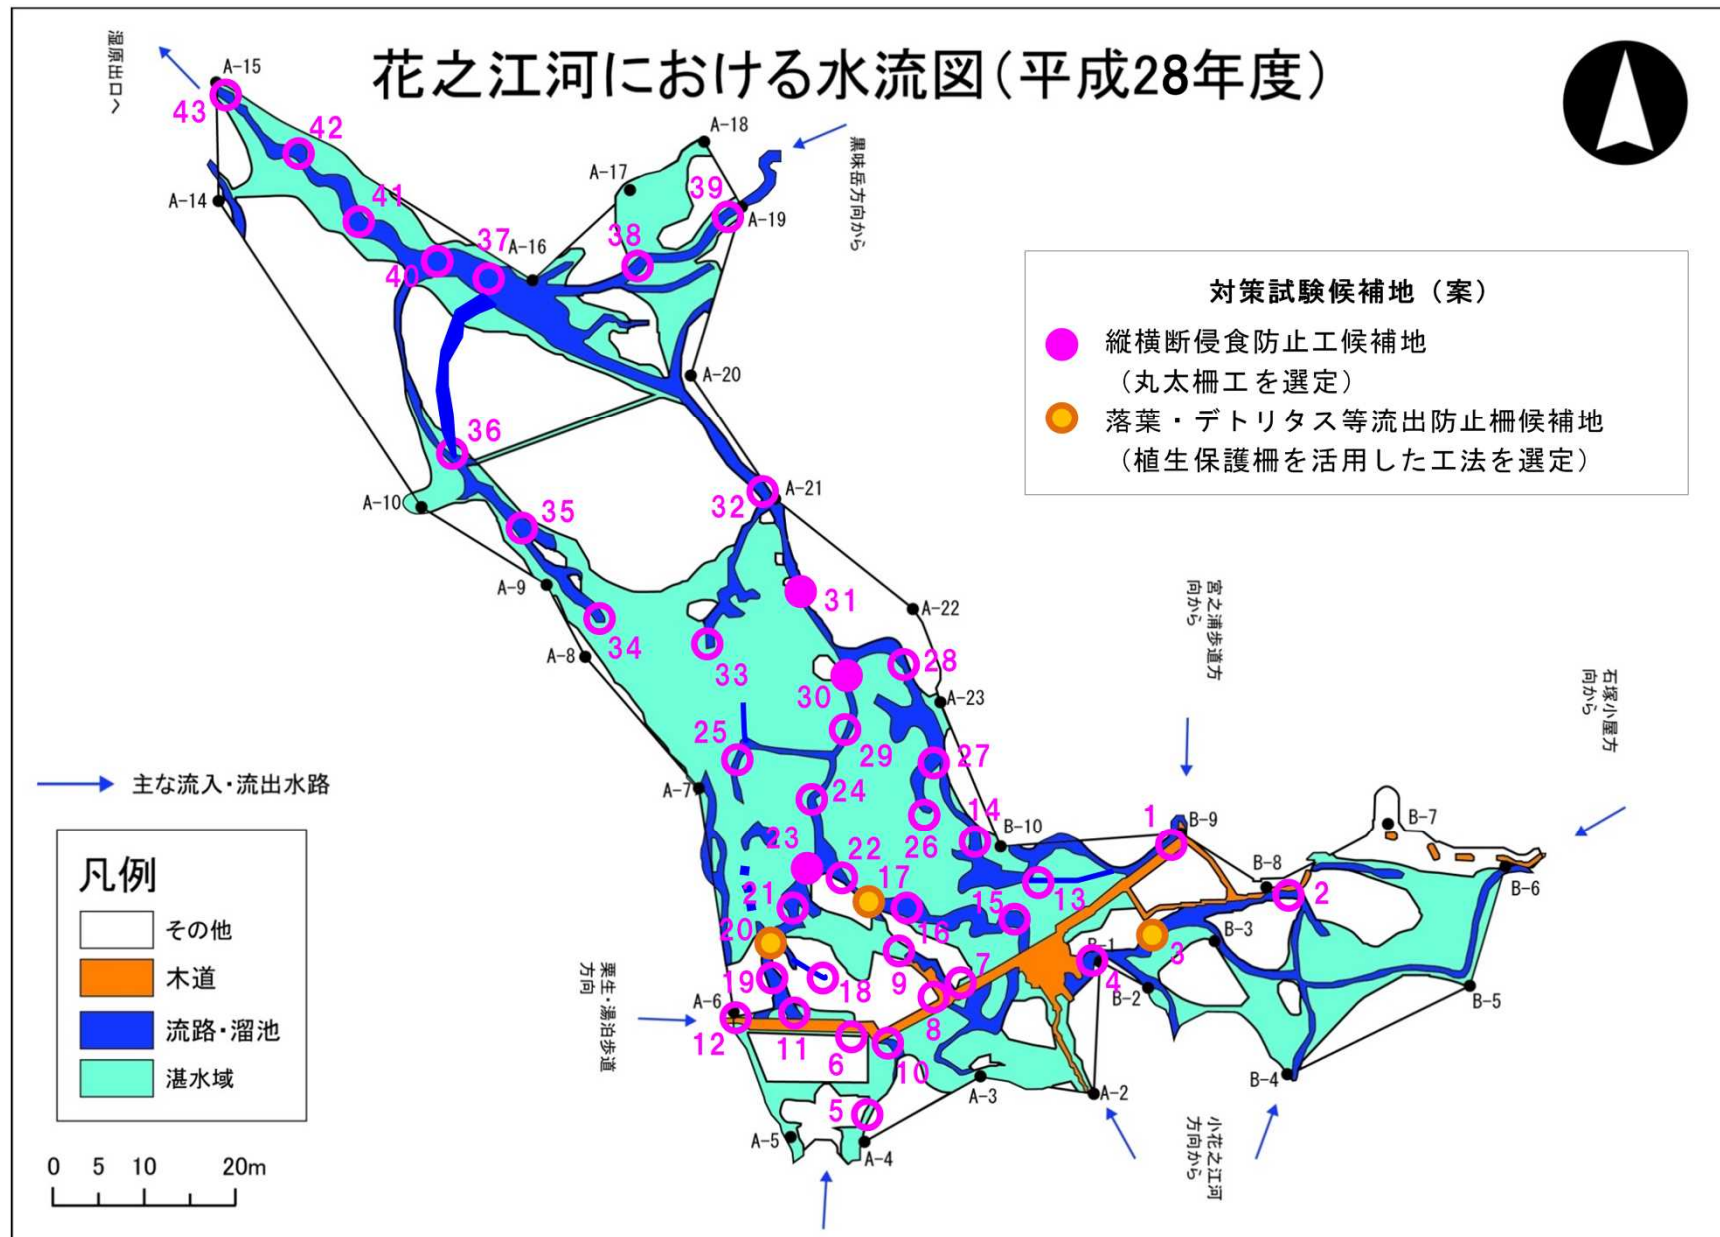 花之江河における水流図（平成28年度）
湿原出口へ
A-15
43
42
A-18
黒味岳方向から
A-17
A-14
41
39
A-19
37
A-16
38
40
対策試験候補地（案）
縦横断侵食防止工候補地
（丸太柵工を選定）
落葉・デトリタス等流出防止柵候補地
（植生保護柵を活用した工法を選定）
A-20
36
A-10
32
A-21
35
A-9
31
A-22
宮之浦歩道方
向から
34
A-8
33
28
30
A-23
石塚小屋方
向から
25
29
27
主な流入・流出水路
A-7
24
14
26
B-10
1
B-9
B-7
23
22
17
13
B-8
2
B-6
21
15
16
20
B-1
3
B-3
4
9
7
栗生・湯泊歩道
方向
19
18
B-2
B-5
A-6
12
11
6
8
10
凡例
その他
木道
流路・溜池
湛水域
A-3
A-2
B-4
5
A-5
A-4
小花之江河
方向から
0 5 10 20m